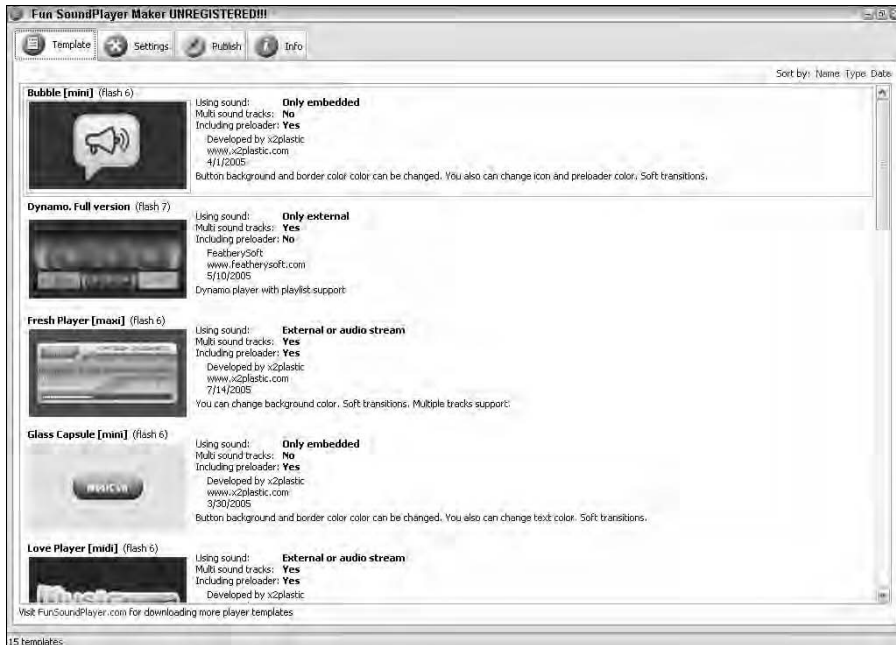 Fun SoundPlayer Maker UNREGISTERED!!!
Template Settings Publish Info
Sort by: Name Type Date
Bubble [mini] (flash 6)
Using sound: Only embedded
Multi sound tracks: No
Including preloader: Yes
Developed by x2plastic
www.x2plastic.com
4/1/2005
Button background and border color color can be changed. You also can change icon and preloader color. Soft transitions.
Dynamo. Full version (flash 7)
Using sound: Only external
Multi sound tracks: Yes
Including preloader: No
FeatherySoft
www.featherysoft.com
5/10/2005
Dynamo player with playlist support
Fresh Player [maxi] (flash 6)
Using sound: External or audio stream
Multi sound tracks: Yes
Including preloader: Yes
Developed by x2plastic
www.x2plastic.com
7/14/2005
You can change background color. Soft transitions. Multiple tracks support.
Glass Capsule [mini] (flash 6)
Using sound: Only embedded
Multi sound tracks: No
Including preloader: Yes
Developed by x2plastic
www.x2plastic.com
3/30/2005
Button background and border color color can be changed. You also can change text color. Soft transitions.
Love Player [midi] (flash 6)
Using sound: External or audio stream
Multi sound tracks: Yes
Including preloader: Yes
Developed by x2plastic
Visit FunSoundPlayer.com for downloading more player templates
15 templates